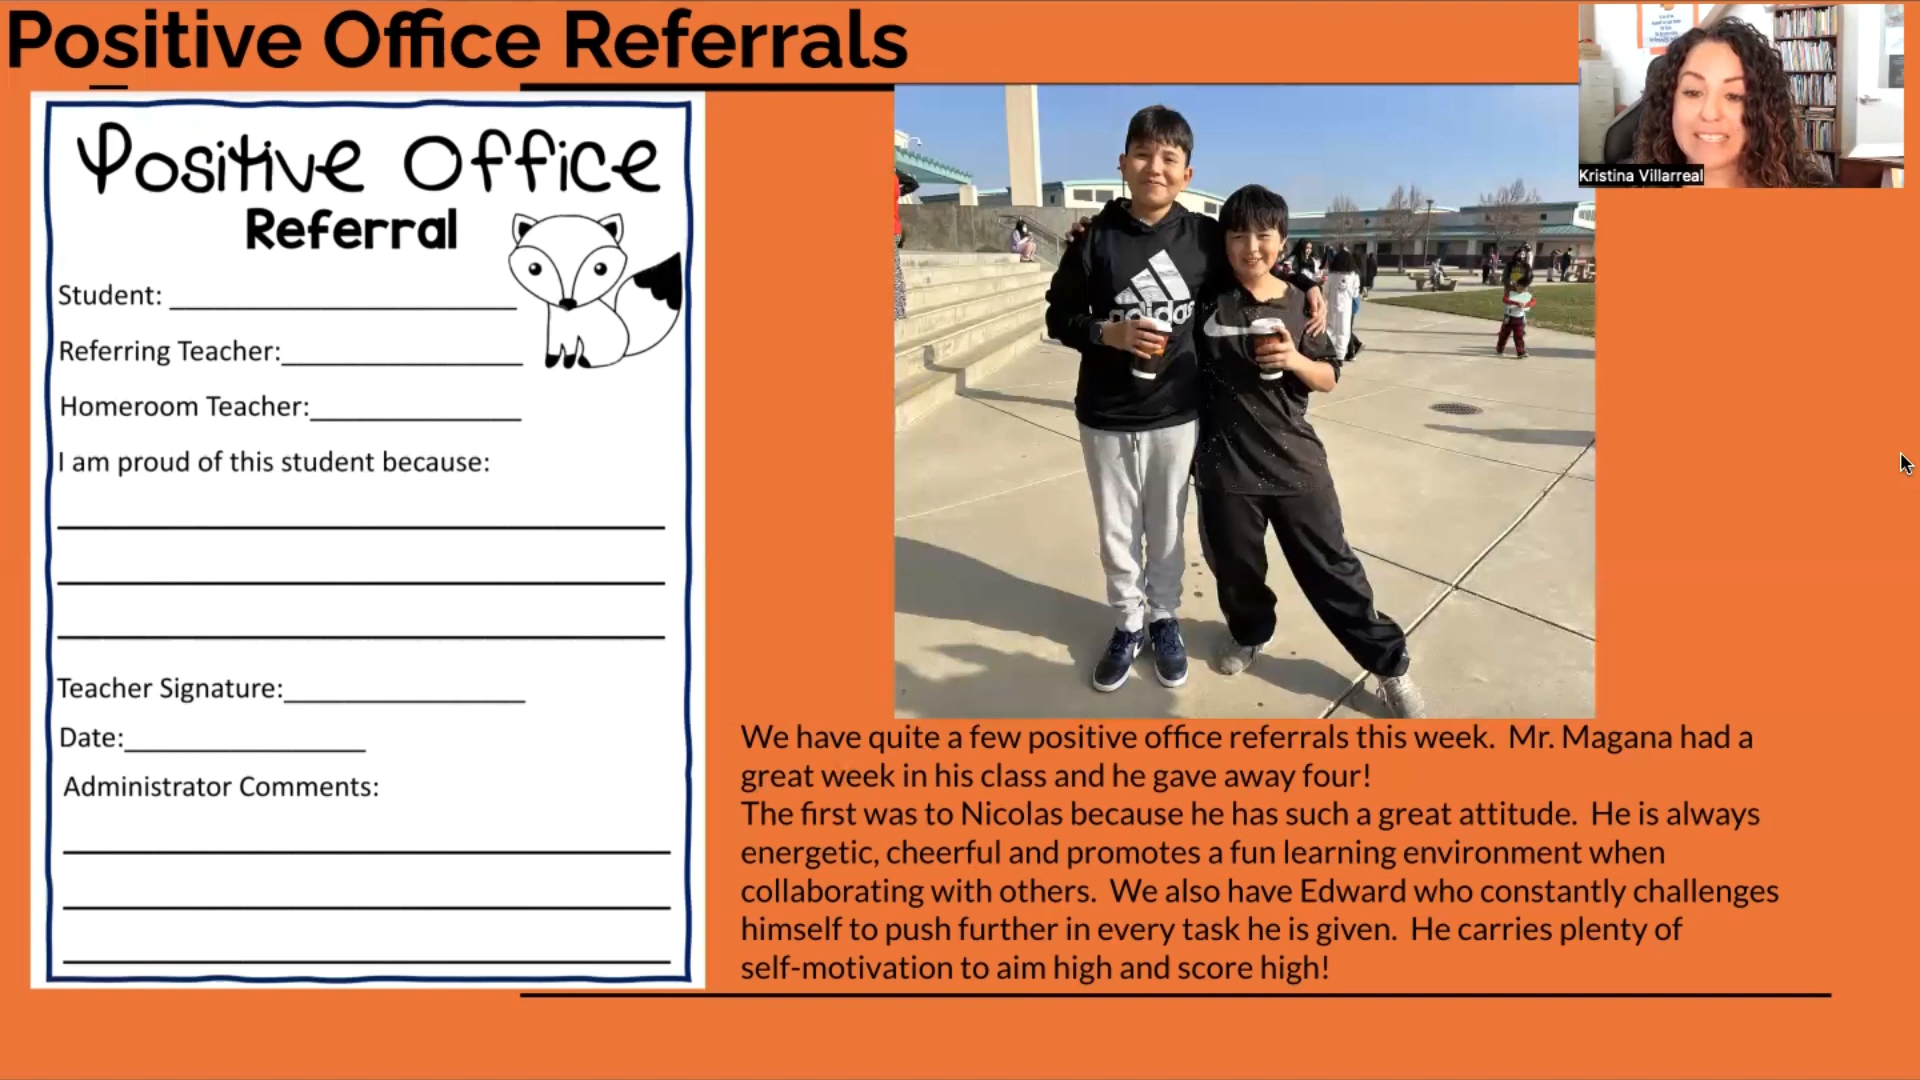 Positive Office Referrals
Positive Office
Referral
Student:
Referring Teacher:
Homeroom Teacher:
I am proud of this student because:
Teacher Signature:
Date:
Administrator Comments:
adidas
Kristina Villarreal
We have quite a few positive office referrals this week. Mr. Magana had a
great week in his class and he gave away four!
The first was to Nicolas because he has such a great attitude. He is always
energetic, cheerful and promotes a fun learning environment when
collaborating with others. We also have Edward who constantly challenges
himself to push further in every task he is given. He carries plenty of
self-motivation to aim high and score high!